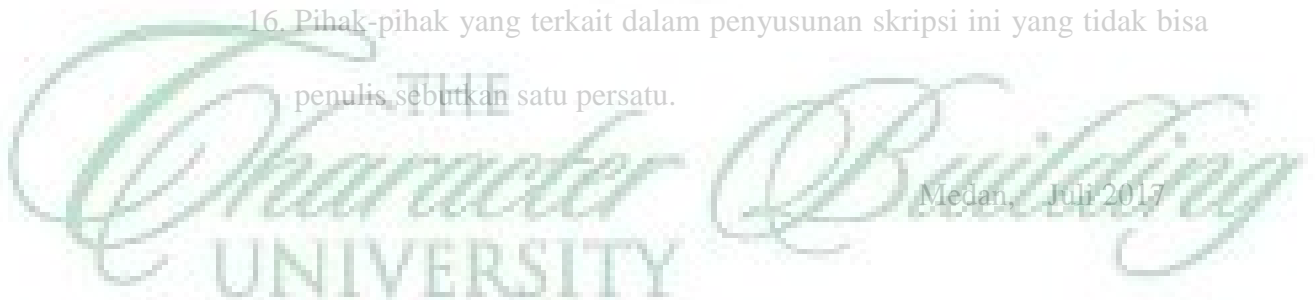 16. Pihak-pihak yang terkait dalam penyusunan skripsi ini yang tidak bisa
penulis sebutkan satu persatu.
THE
Character Building
UNIVERSITY
Medan, Juli 2017